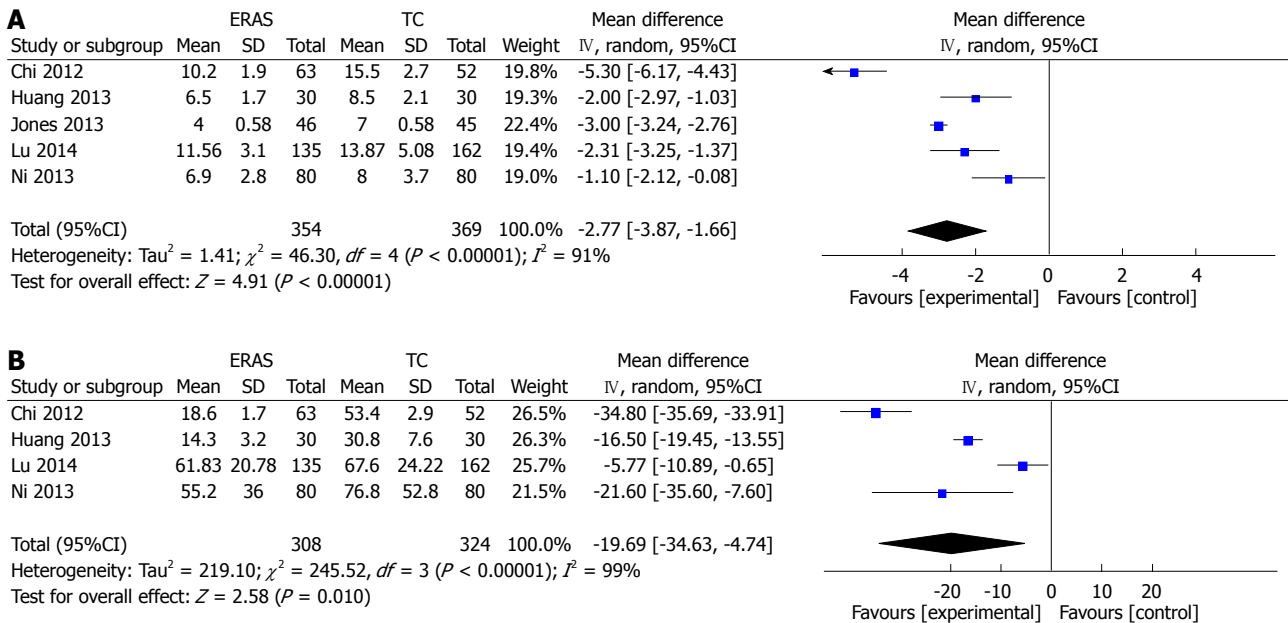 A
ERAS TC Mean difference Mean difference
Study or subgroup Mean SD Total Mean SD Total Weight Ⅳ, random, 95%CI Ⅳ, random, 95%CI
Chi 2012 10.2 1.9 63 15.5 2.7 52 19.8% -5.30 [-6.17, -4.43]
Huang 2013 6.5 1.7 30 8.5 2.1 30 19.3% -2.00 [-2.97, -1.03]
Jones 2013 4 0.58 46 7 0.58 45 22.4% -3.00 [-3.24, -2.76]
Lu 2014 11.56 3.1 135 13.87 5.08 162 19.4% -2.31 [-3.25, -1.37]
Ni 2013 6.9 2.8 80 8 3.7 80 19.0% -1.10 [-2.12, -0.08]
Total (95%CI) 354 369 100.0% -2.77 [-3.87, -1.66]
Heterogeneity: Tau² = 1.41; χ² = 46.30, df = 4 (P < 0.00001); I² = 91%
Test for overall effect: Z = 4.91 (P < 0.00001)
-4 -2 0 2 4
Favours [experimental] Favours [control]
B
ERAS TC Mean difference Mean difference
Study or subgroup Mean SD Total Mean SD Total Weight Ⅳ, random, 95%CI Ⅳ, random, 95%CI
Chi 2012 18.6 1.7 63 53.4 2.9 52 26.5% -34.80 [-35.69, -33.91]
Huang 2013 14.3 3.2 30 30.8 7.6 30 26.3% -16.50 [-19.45, -13.55]
Lu 2014 61.83 20.78 135 67.6 24.22 162 25.7% -5.77 [-10.89, -0.65]
Ni 2013 55.2 36 80 76.8 52.8 80 21.5% -21.60 [-35.60, -7.60]
Total (95%CI) 308 324 100.0% -19.69 [-34.63, -4.74]
Heterogeneity: Tau² = 219.10; χ² = 245.52, df = 3 (P < 0.00001); I² = 99%
Test for overall effect: Z = 2.58 (P = 0.010)
-20 -10 0 10 20
Favours [experimental] Favours [control]